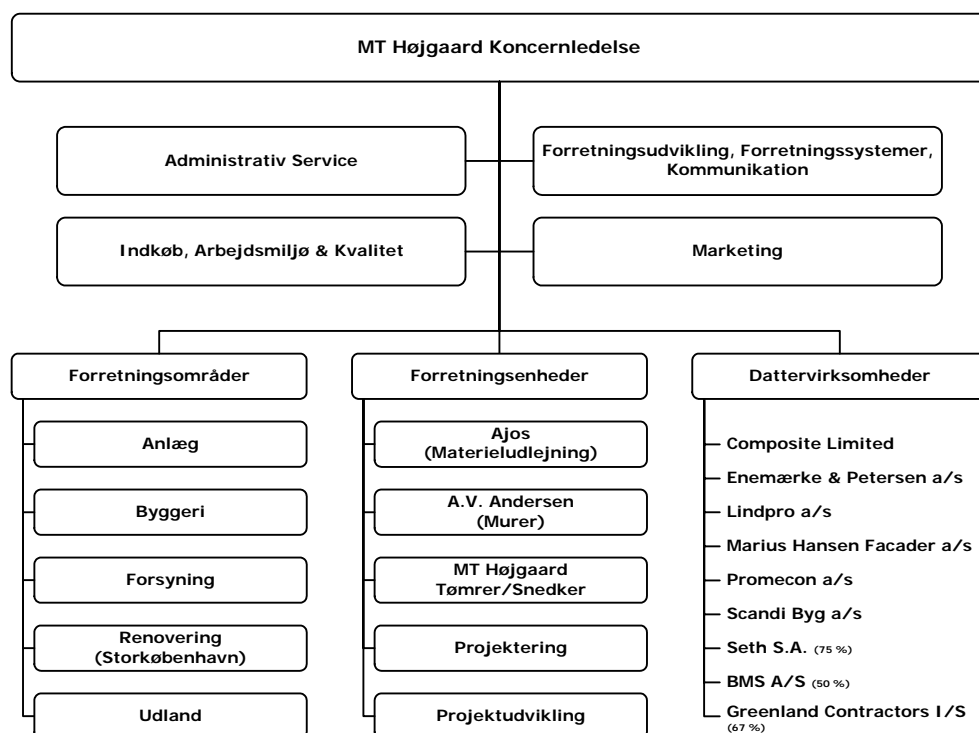 MT Højgaard Koncernledelse
Administrativ Service
Forretningsudvikling, Forretningssystemer,
Kommunikation
Indkøb, Arbejdsmiljø & Kvalitet
Marketing
Forretningsområder
Anlæg
Byggeri
Forsyning
Renovering
(Storkøbenhavn)
Udland
Forretningsenheder
Ajos
(Materieludlejning)
A.V. Andersen
(Murer)
MT Højgaard
Tømrer/Snedker
Projektering
Projektudvikling
Dattervirksomheder
Composite Limited
Enemærke & Petersen a/s
Lindpro a/s
Marius Hansen Facader a/s
Promecon a/s
Scandi Byg a/s
Seth S.A. (75 %)
BMS A/S (50 %)
Greenland Contractors I/S
(67 %)